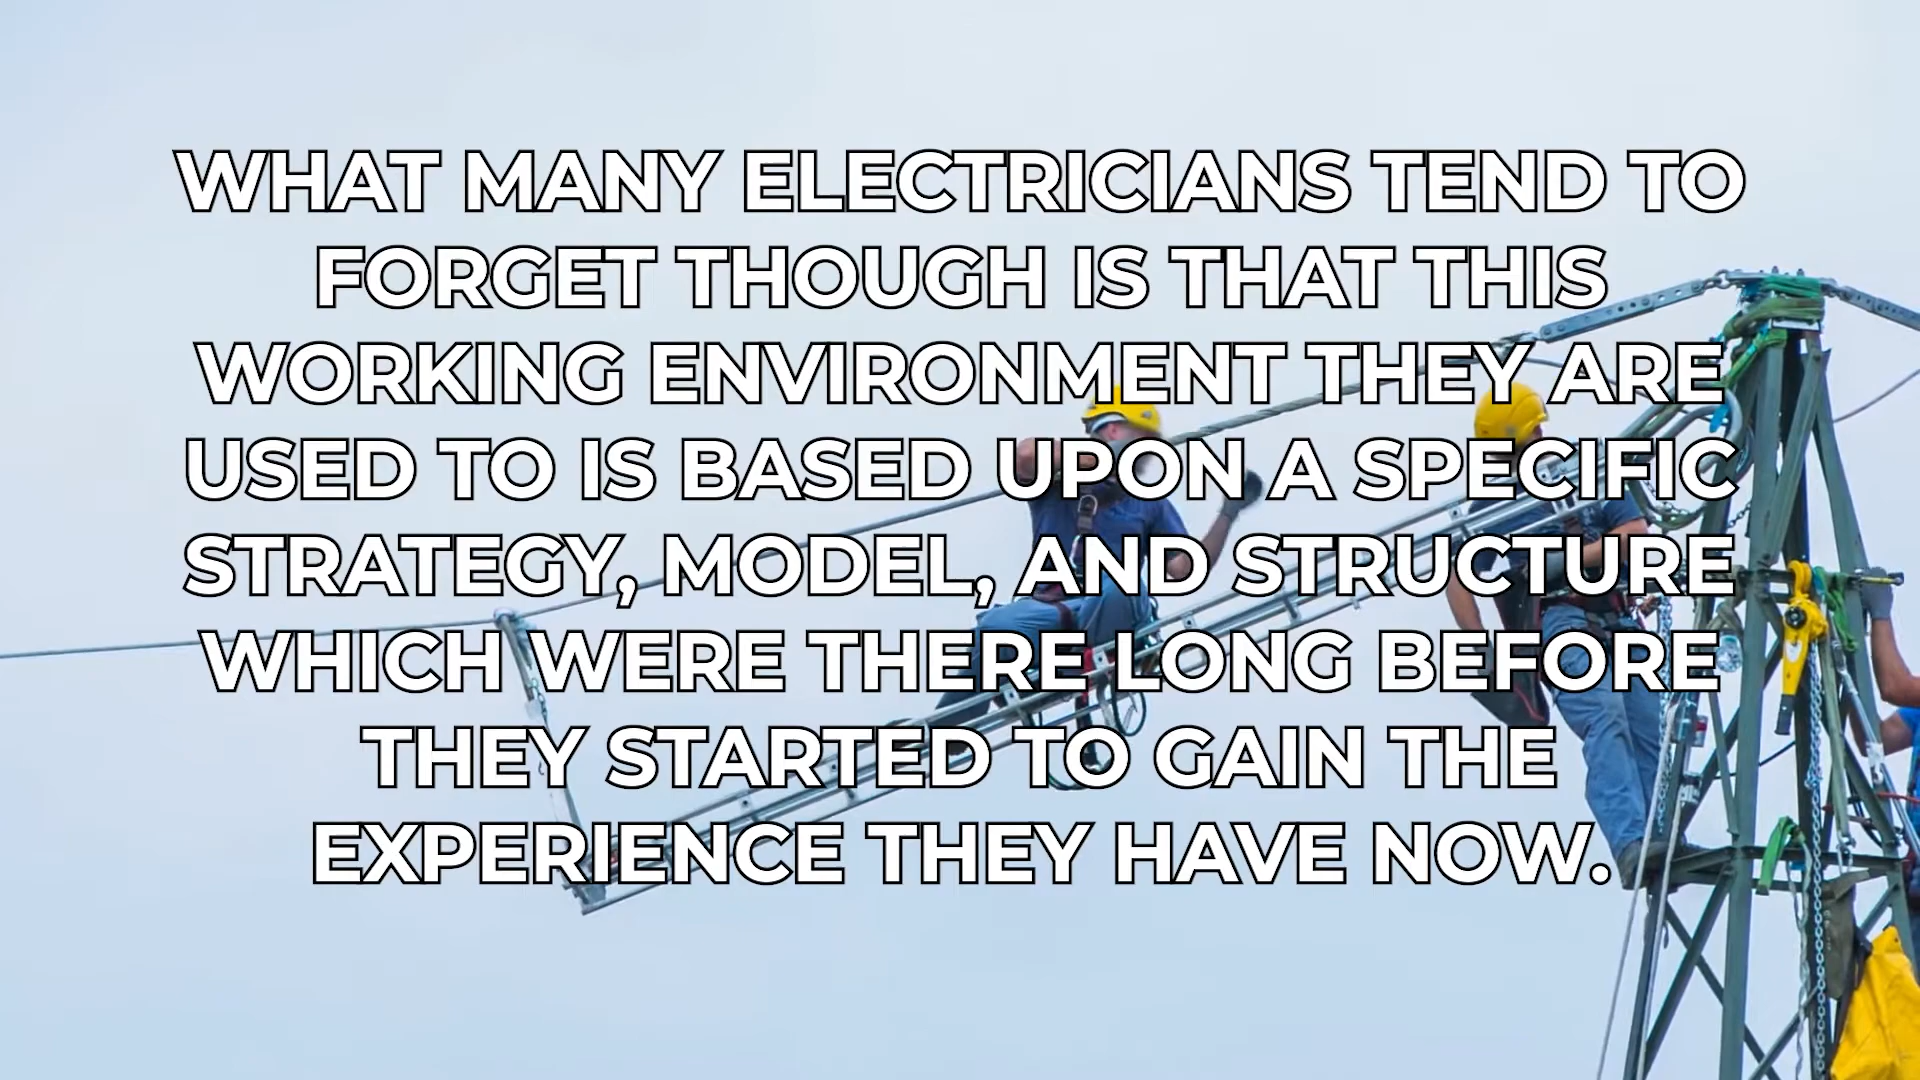 WHAT MANY ELECTRICIANS TEND TO
FORGET THOUGH IS THAT THIS
WORKING ENVIRONMENT THEY ARE
USED TO IS BASED UPON A SPECIFIC
STRATEGY, MODEL, AND STRUCTURE
WHICH WERE THERE LONG BEFORE
THEY STARTED TO GAIN THE
EXPERIENCE THEY HAVE NOW.